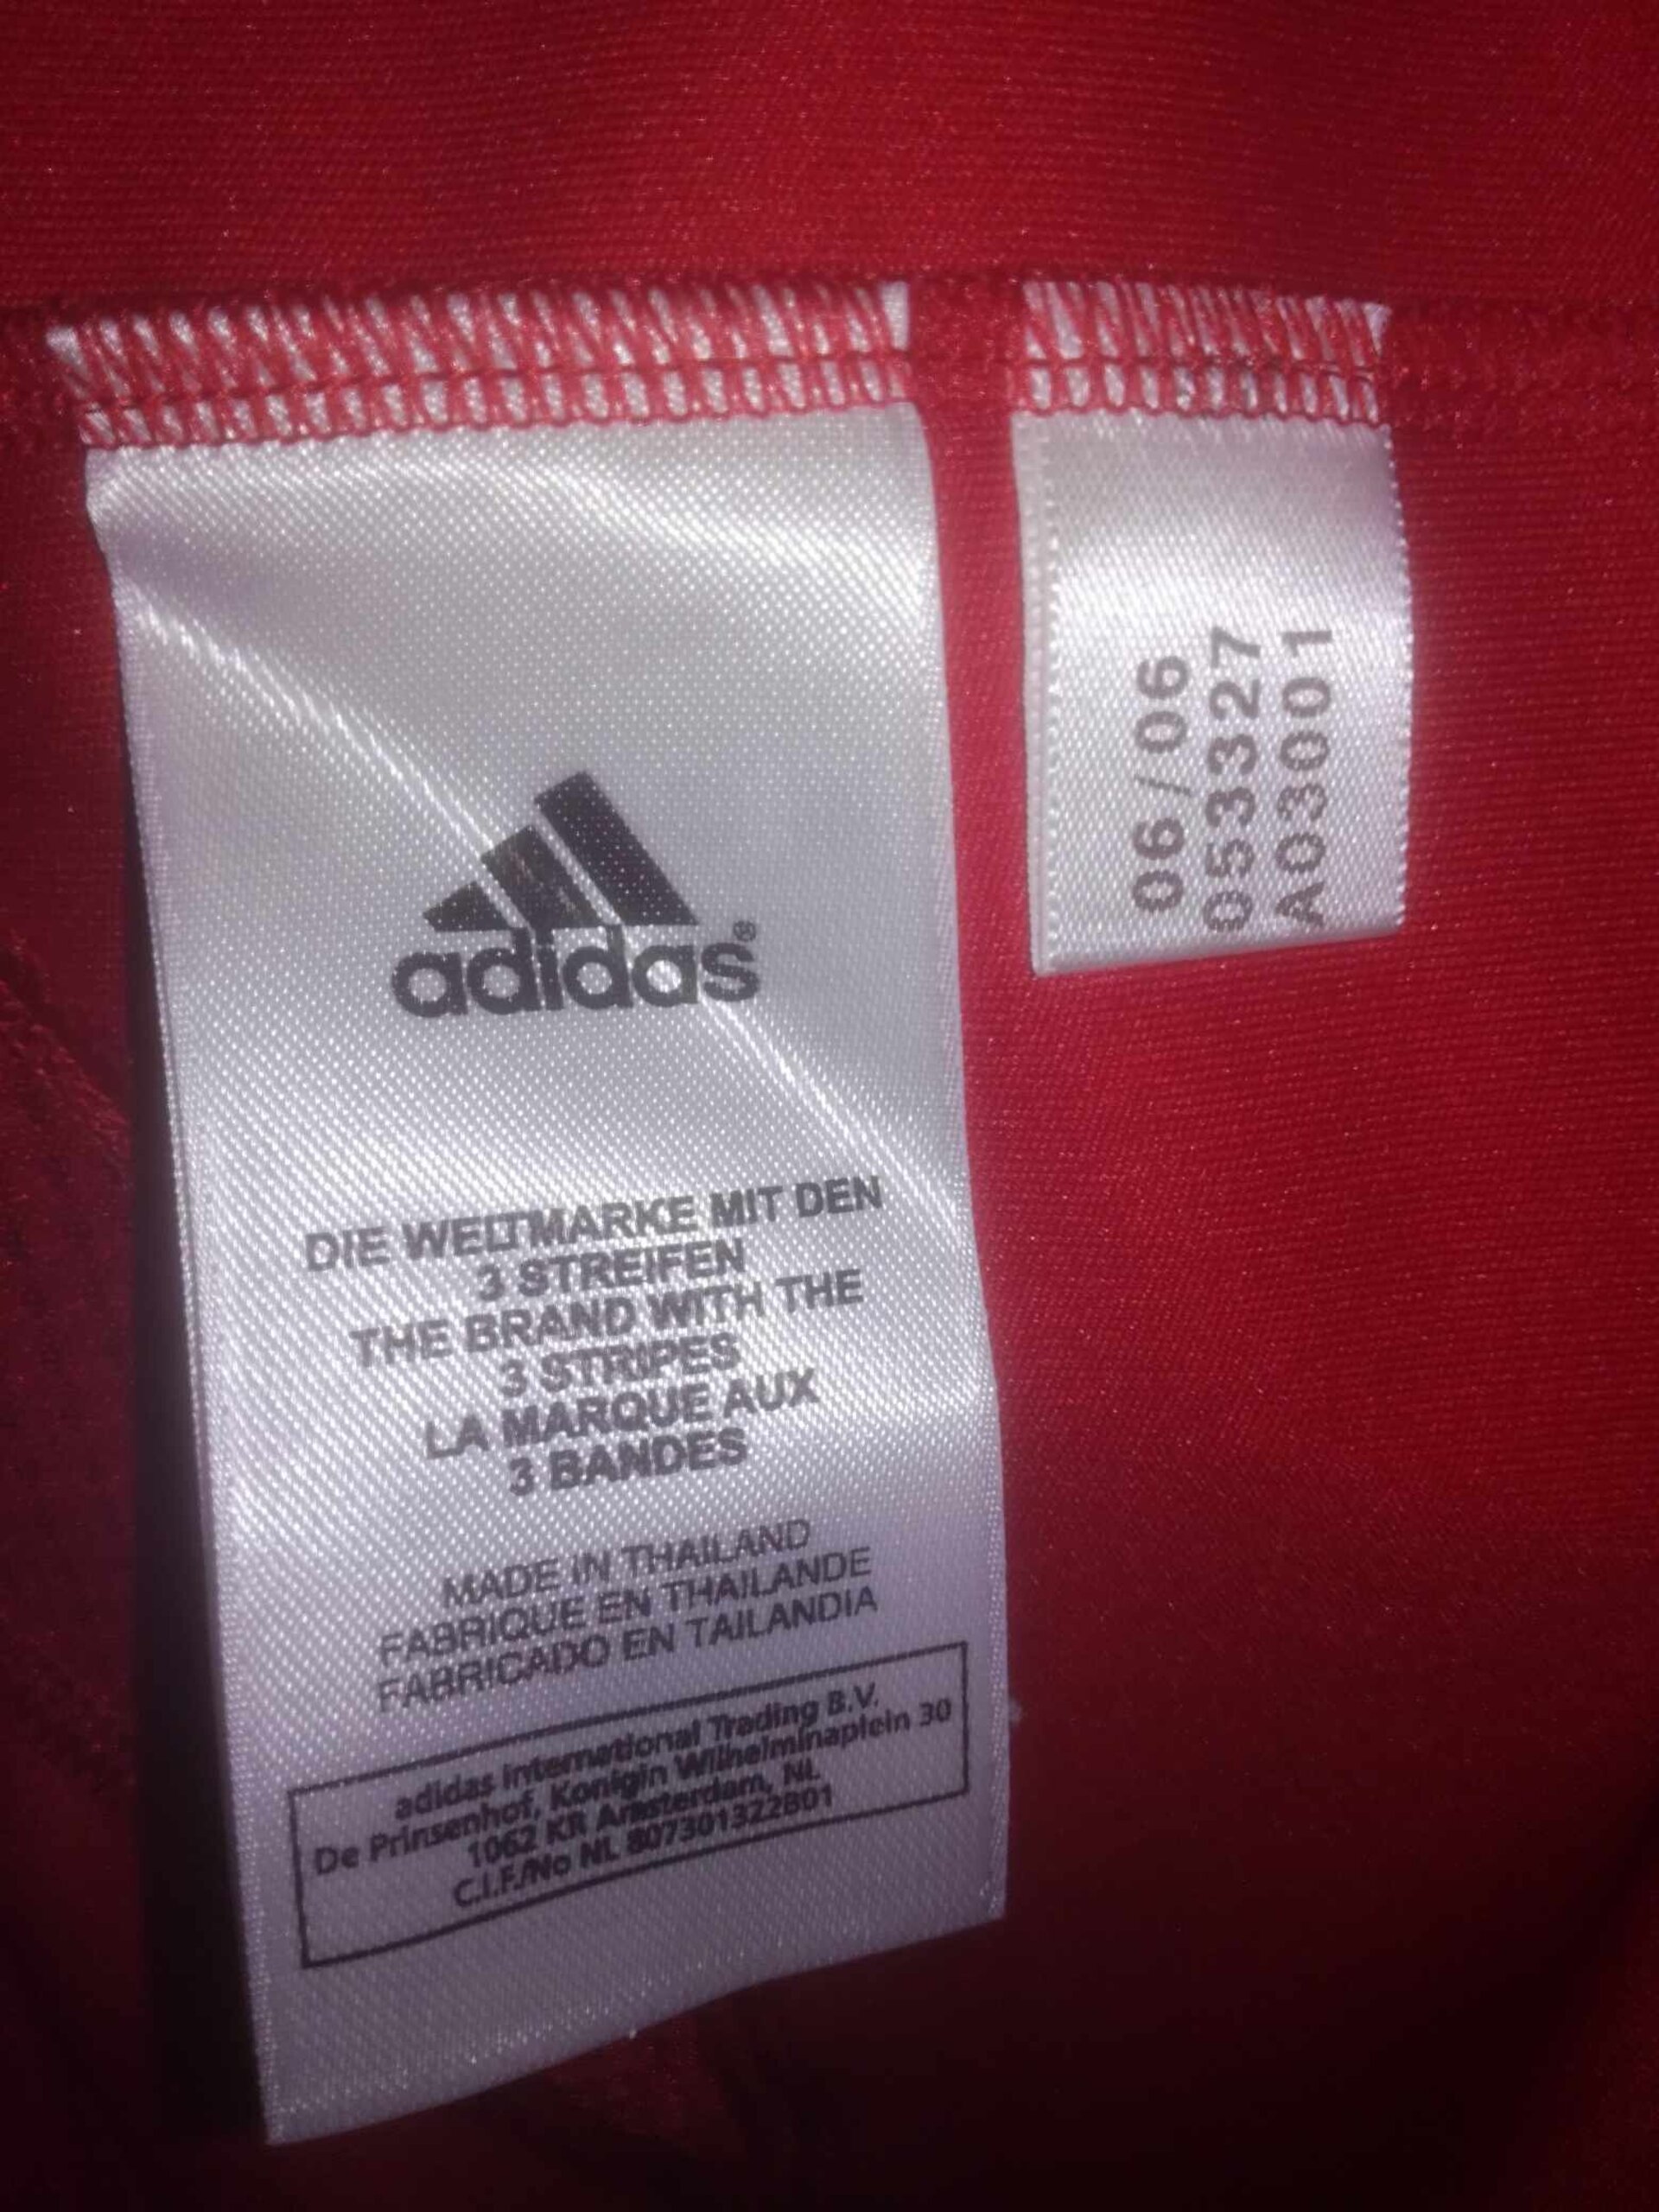 adidas®
DIE WELTMARKE MIT DEN
3 STREIFEN
THE BRAND WITH THE
3 STRIPES
LA MARQUE AUX
3 BANDES
MADE IN THAILAND
FABRIQUE EN THAILANDE
FABRICADO EN TAILANDIA
adidas International Trading B.V.
De Prinsenhof, Konigin Wilhelminaplein 30
1062 KR Amsterdam, NL
C.I.F./No NL 807301322B01
06/06
053327
A03001